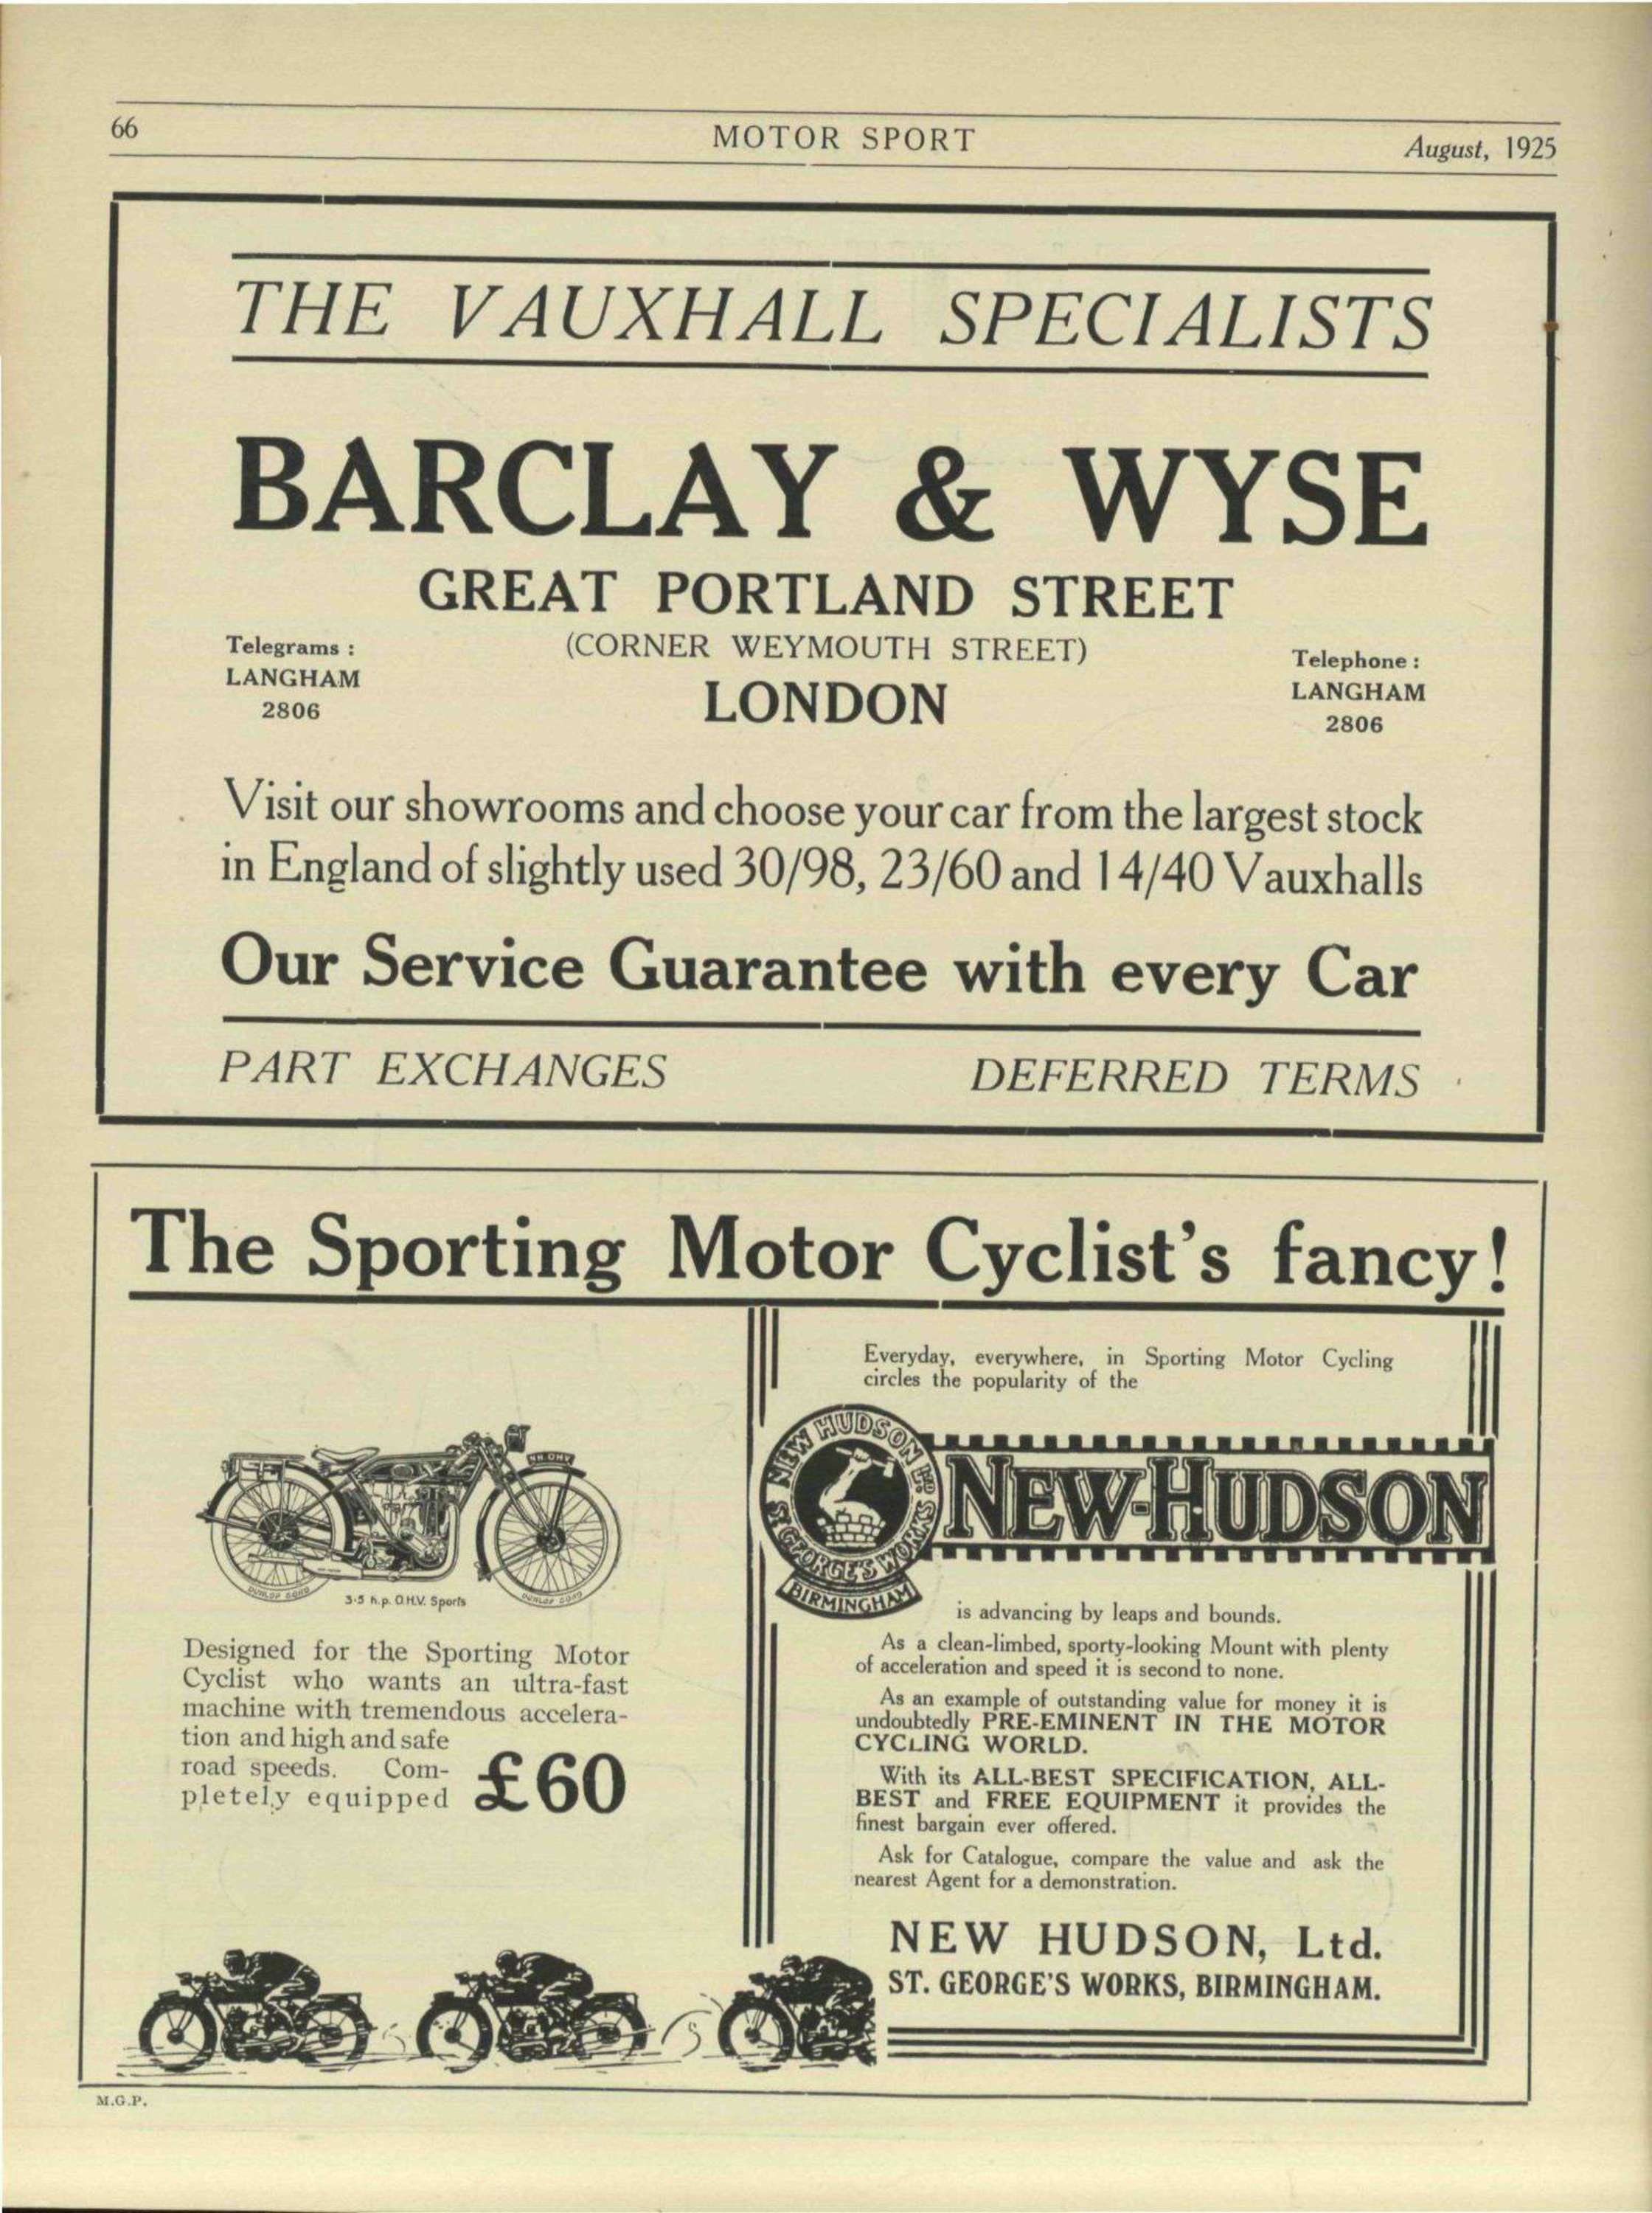 66
MOTOR SPORT
August, 1925
THE VAUXHALL SPECIALISTS
BARCLAY & WYSE
GREAT PORTLAND STREET
(CORNER WEYMOUTH STREET)
LONDON
Telegrams :
LANGHAM
2806
Telephone :
LANGHAM
2806
Visit our showrooms and choose your car from the largest stock
in England of slightly used 30/98, 23/60 and 14/40 Vauxhalls
Our Service Guarantee with every Car
PART EXCHANGES
DEFERRED TERMS
The Sporting Motor Cyclist's fancy!
NH OHV
DUNLOP CORD
DUNLOP CORD
3·5 h.p. O.H.V. Sports
Designed for the Sporting Motor
Cyclist who wants an ultra-fast
machine with tremendous accelera-
tion and high and safe
road speeds. Com-
pletely equipped
£60
Everyday, everywhere, in Sporting Motor Cycling
circles the popularity of the
NEW HUDSON LTD
ST GEORGE'S WORKS
BIRMINGHAM
NEW-HUDSON
is advancing by leaps and bounds.
As a clean-limbed, sporty-looking Mount with plenty
of acceleration and speed it is second to none.
As an example of outstanding value for money it is
undoubtedly PRE-EMINENT IN THE MOTOR
CYCLING WORLD.
With its ALL-BEST SPECIFICATION, ALL-
BEST and FREE EQUIPMENT it provides the
finest bargain ever offered.
Ask for Catalogue, compare the value and ask the
nearest Agent for a demonstration.
NEW HUDSON, Ltd.
ST. GEORGE'S WORKS, BIRMINGHAM.
M.G.P.